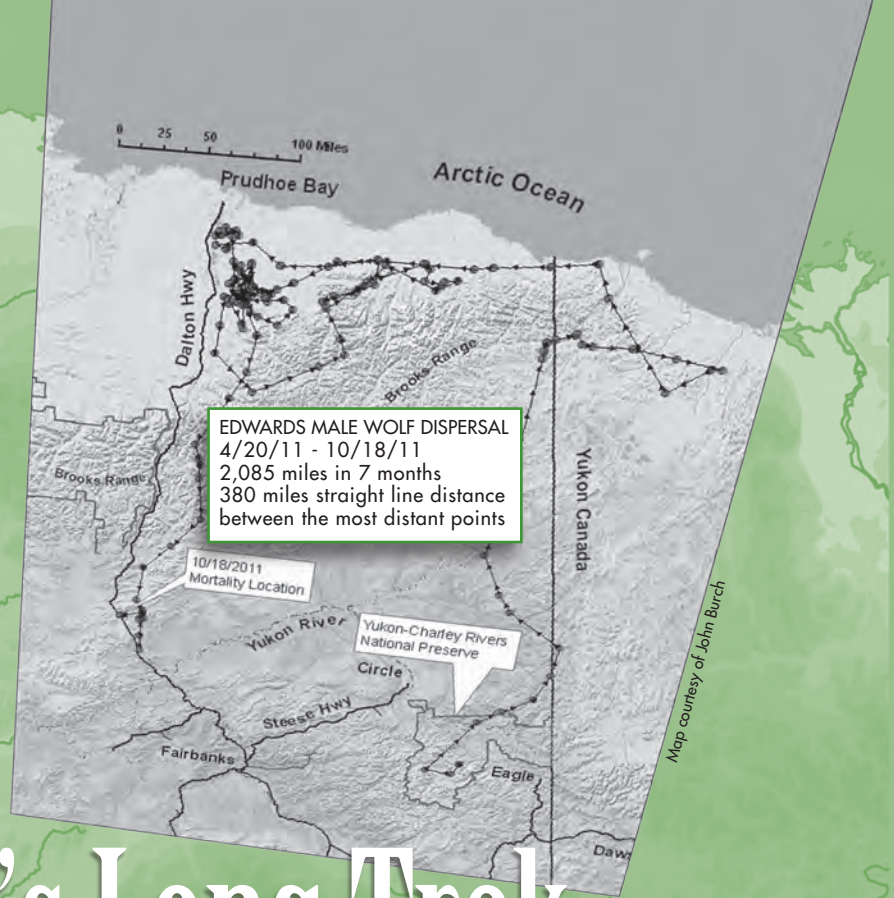 0 25 50 100 Miles
Prudhoe Bay
Arctic Ocean
Dalton Hwy
Brooks Range
EDWARDS MALE WOLF DISPERSAL
4/20/11 - 10/18/11
2,085 miles in 7 months
380 miles straight line distance
between the most distant points
Brooks Range
Yukon Canada
10/18/2011
Mortality Location
Yukon River
Yukon-Charley Rivers
National Preserve
Circle
Steese Hwy
Fairbanks
Eagle
Daws
Map courtesy of John Burch
's Long Trek